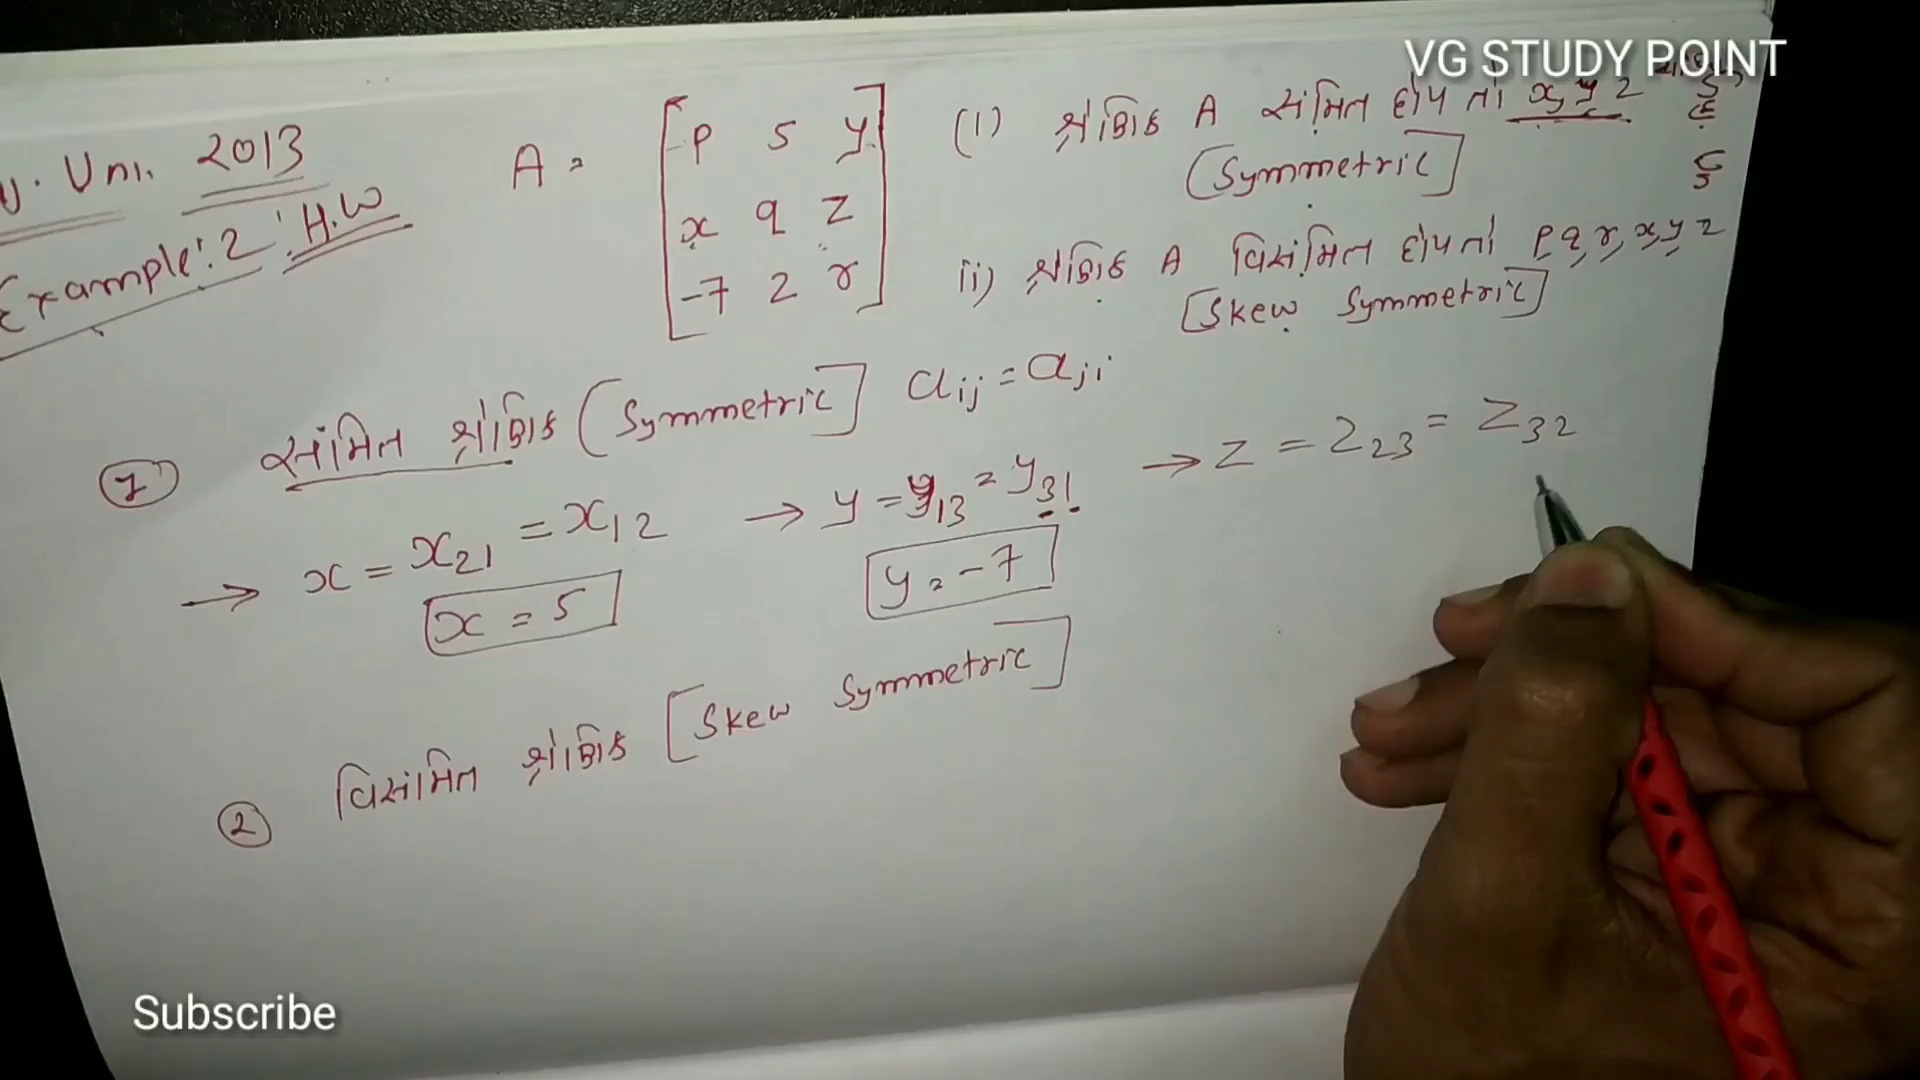 VG STUDY POINT
U. Uni. 2013
Example:2 H.W
A = [ p 5 y
x q z
-7 2 r ]
(1) શ્રેણિક A સંમિત હોય તો x, y z
[Symmetric]
ii) શ્રેણિક A વિસંમિત હોય તો p, q, r, x, y z
[Skew Symmetric]
1 સંમિત શ્રેણિક [Symmetric] aij = aji
→ x = x21 = x12 → y = y13 = y31 → z = z23 = z32
x = 5 y = -7
2 વિસંમિત શ્રેણિક [Skew Symmetric]
Subscribe